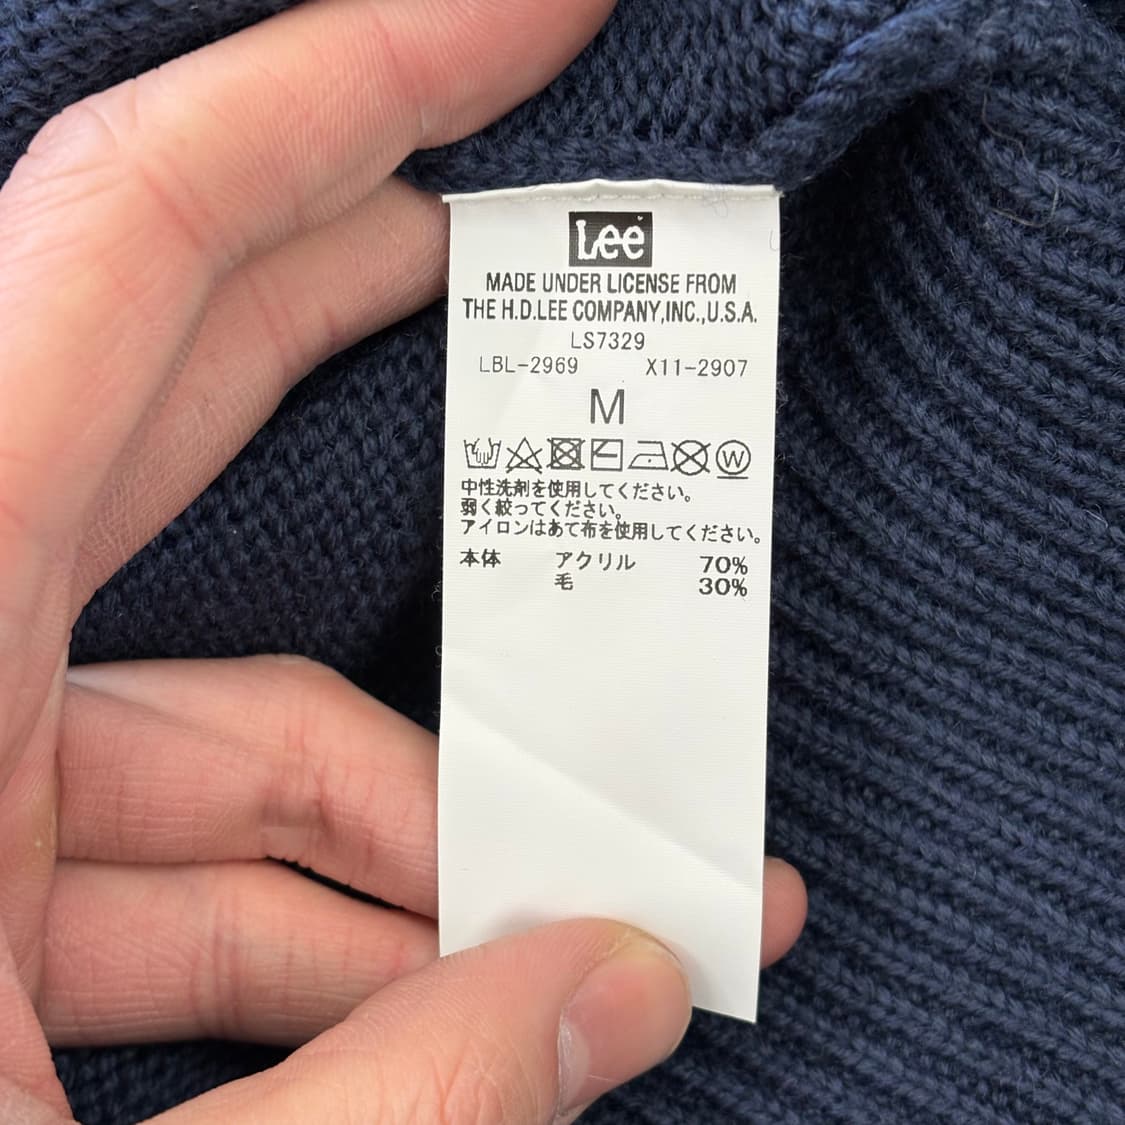 Lee
MADE UNDER LICENSE FROM
THE H.D.LEE COMPANY,INC.,U.S.A.
LS7329
LBL-2969 X11-2907
M
W
中性洗剤を使用してください。
弱く絞ってください。
アイロンはあて布を使用してください。
本体 アクリル 70%
毛 30%